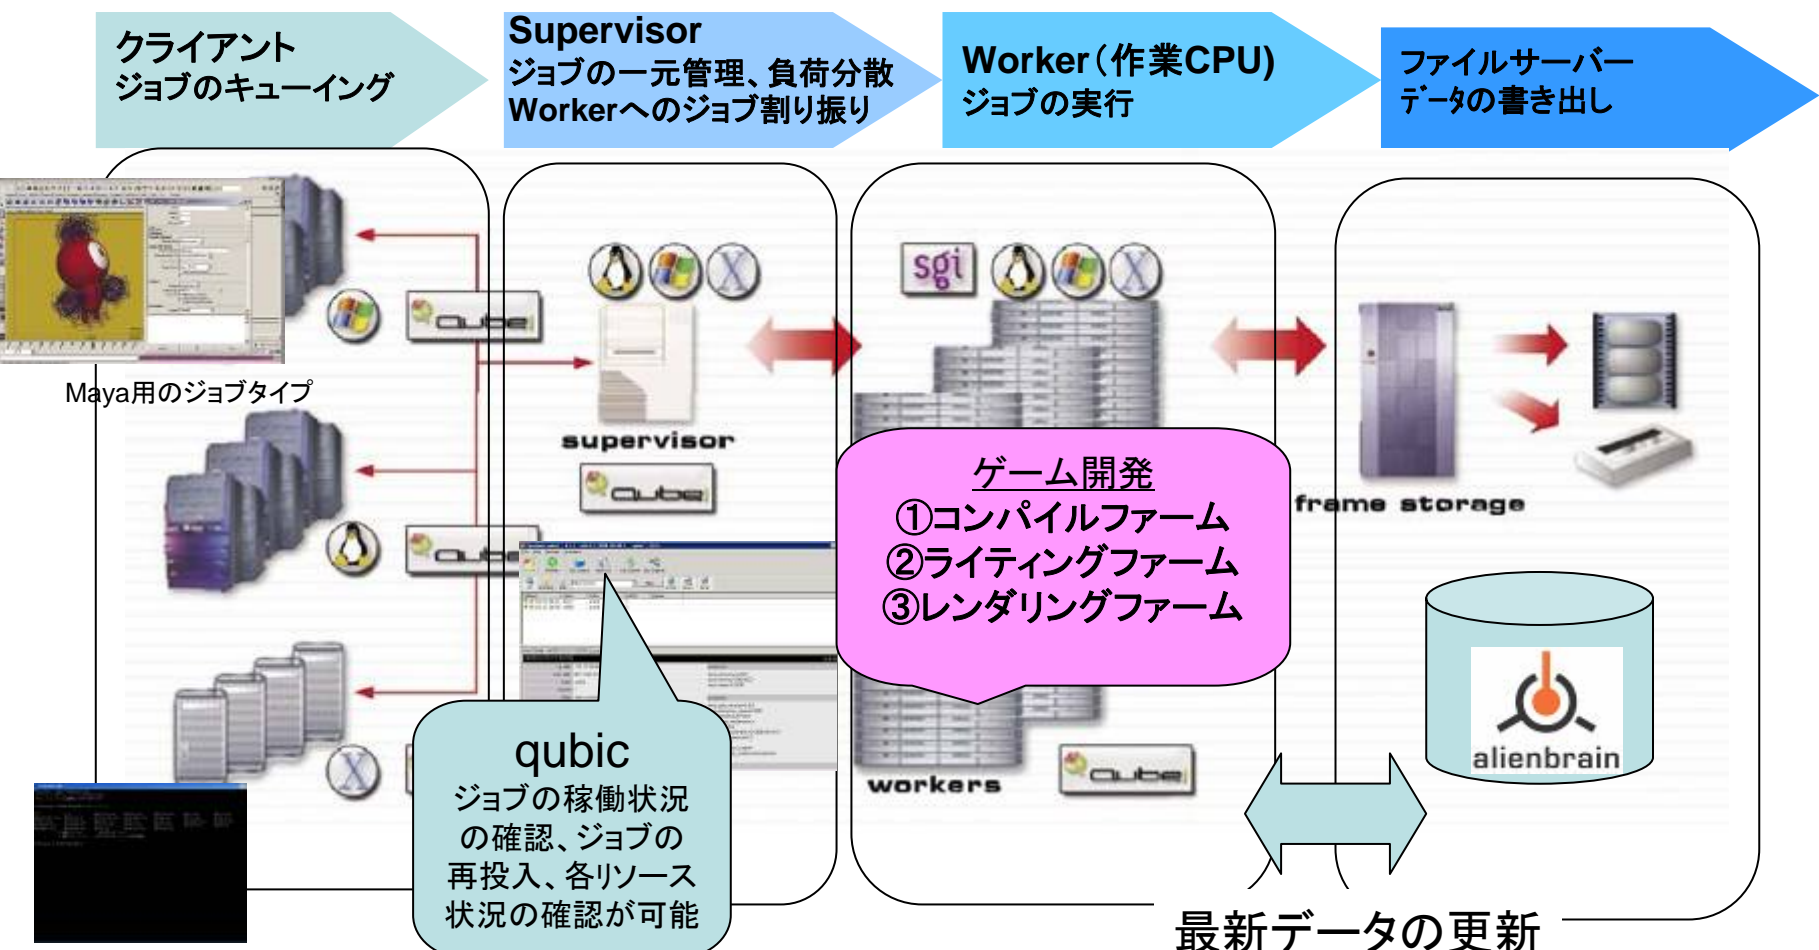 クライアント
ジョブのキューイング
Supervisor
ジョブの一元管理、負荷分散
Workerへのジョブ割り振り
Worker（作業CPU)
ジョブの実行
ファイルサーバー
データの書き出し
Maya用のジョブタイプ
Qube!
supervisor
Qube!
Qube!
sgi
ゲーム開発
①コンパイルファーム
②ライティングファーム
③レンダリングファーム
workers
Qube!
frame storage
alienbrain
qubic
ジョブの稼働状況
の確認、ジョブの
再投入、各リソース
状況の確認が可能
最新データの更新